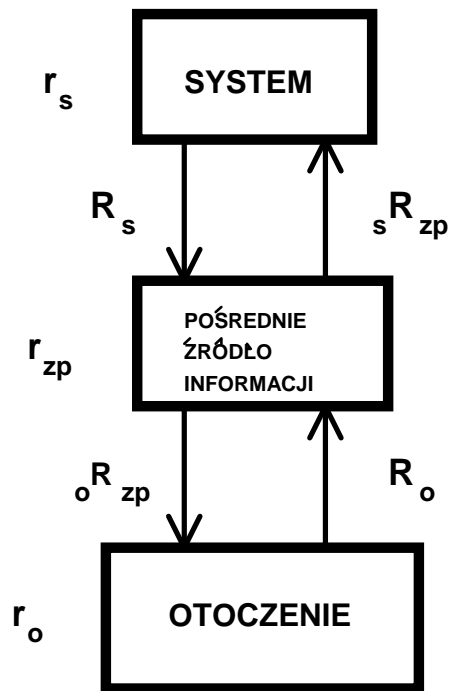 r s SYSTEM
R s s R zp
POŚREDNIE
r zp ŹRÓDŁO
INFORMACJI
o R zp R o
r o OTOCZENIE